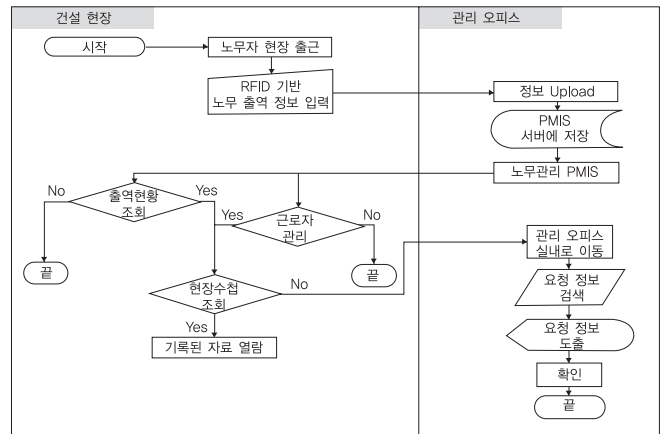 건설 현장
관리 오피스
시작
노무자 현장 출근
RFID 기반
노무 출역 정보 입력
정보 Upload
PMIS
서버에 저장
노무관리 PMIS
No
출역현황
조회
Yes
Yes
근로자
관리
No
끝
끝
관리 오피스
실내로 이동
현장수첩
조회
No
요청 정보
검색
Yes
기록된 자료 열람
요청 정보
도출
확인
끝